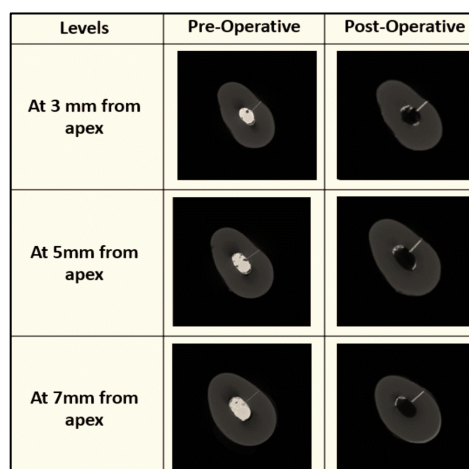 Levels
Pre-Operative
Post-Operative
At 3 mm from
apex
At 5mm from
apex
At 7mm from
apex